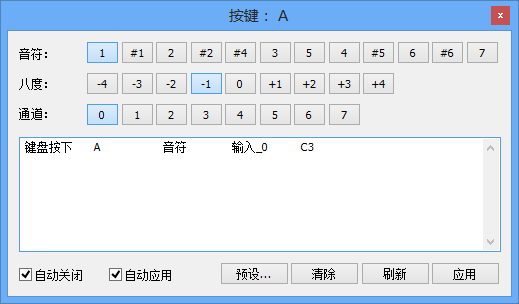 按键： A
音符： 1 #1 2 #2 #4 3 5 4 #5 6 #6 7
八度： -4 -3 -2 -1 0 +1 +2 +3 +4
通道： 0 1 2 3 4 5 6 7
键盘按下 A 音符 输入_0 C3
自动关闭 自动应用 预设... 清除 刷新 应用